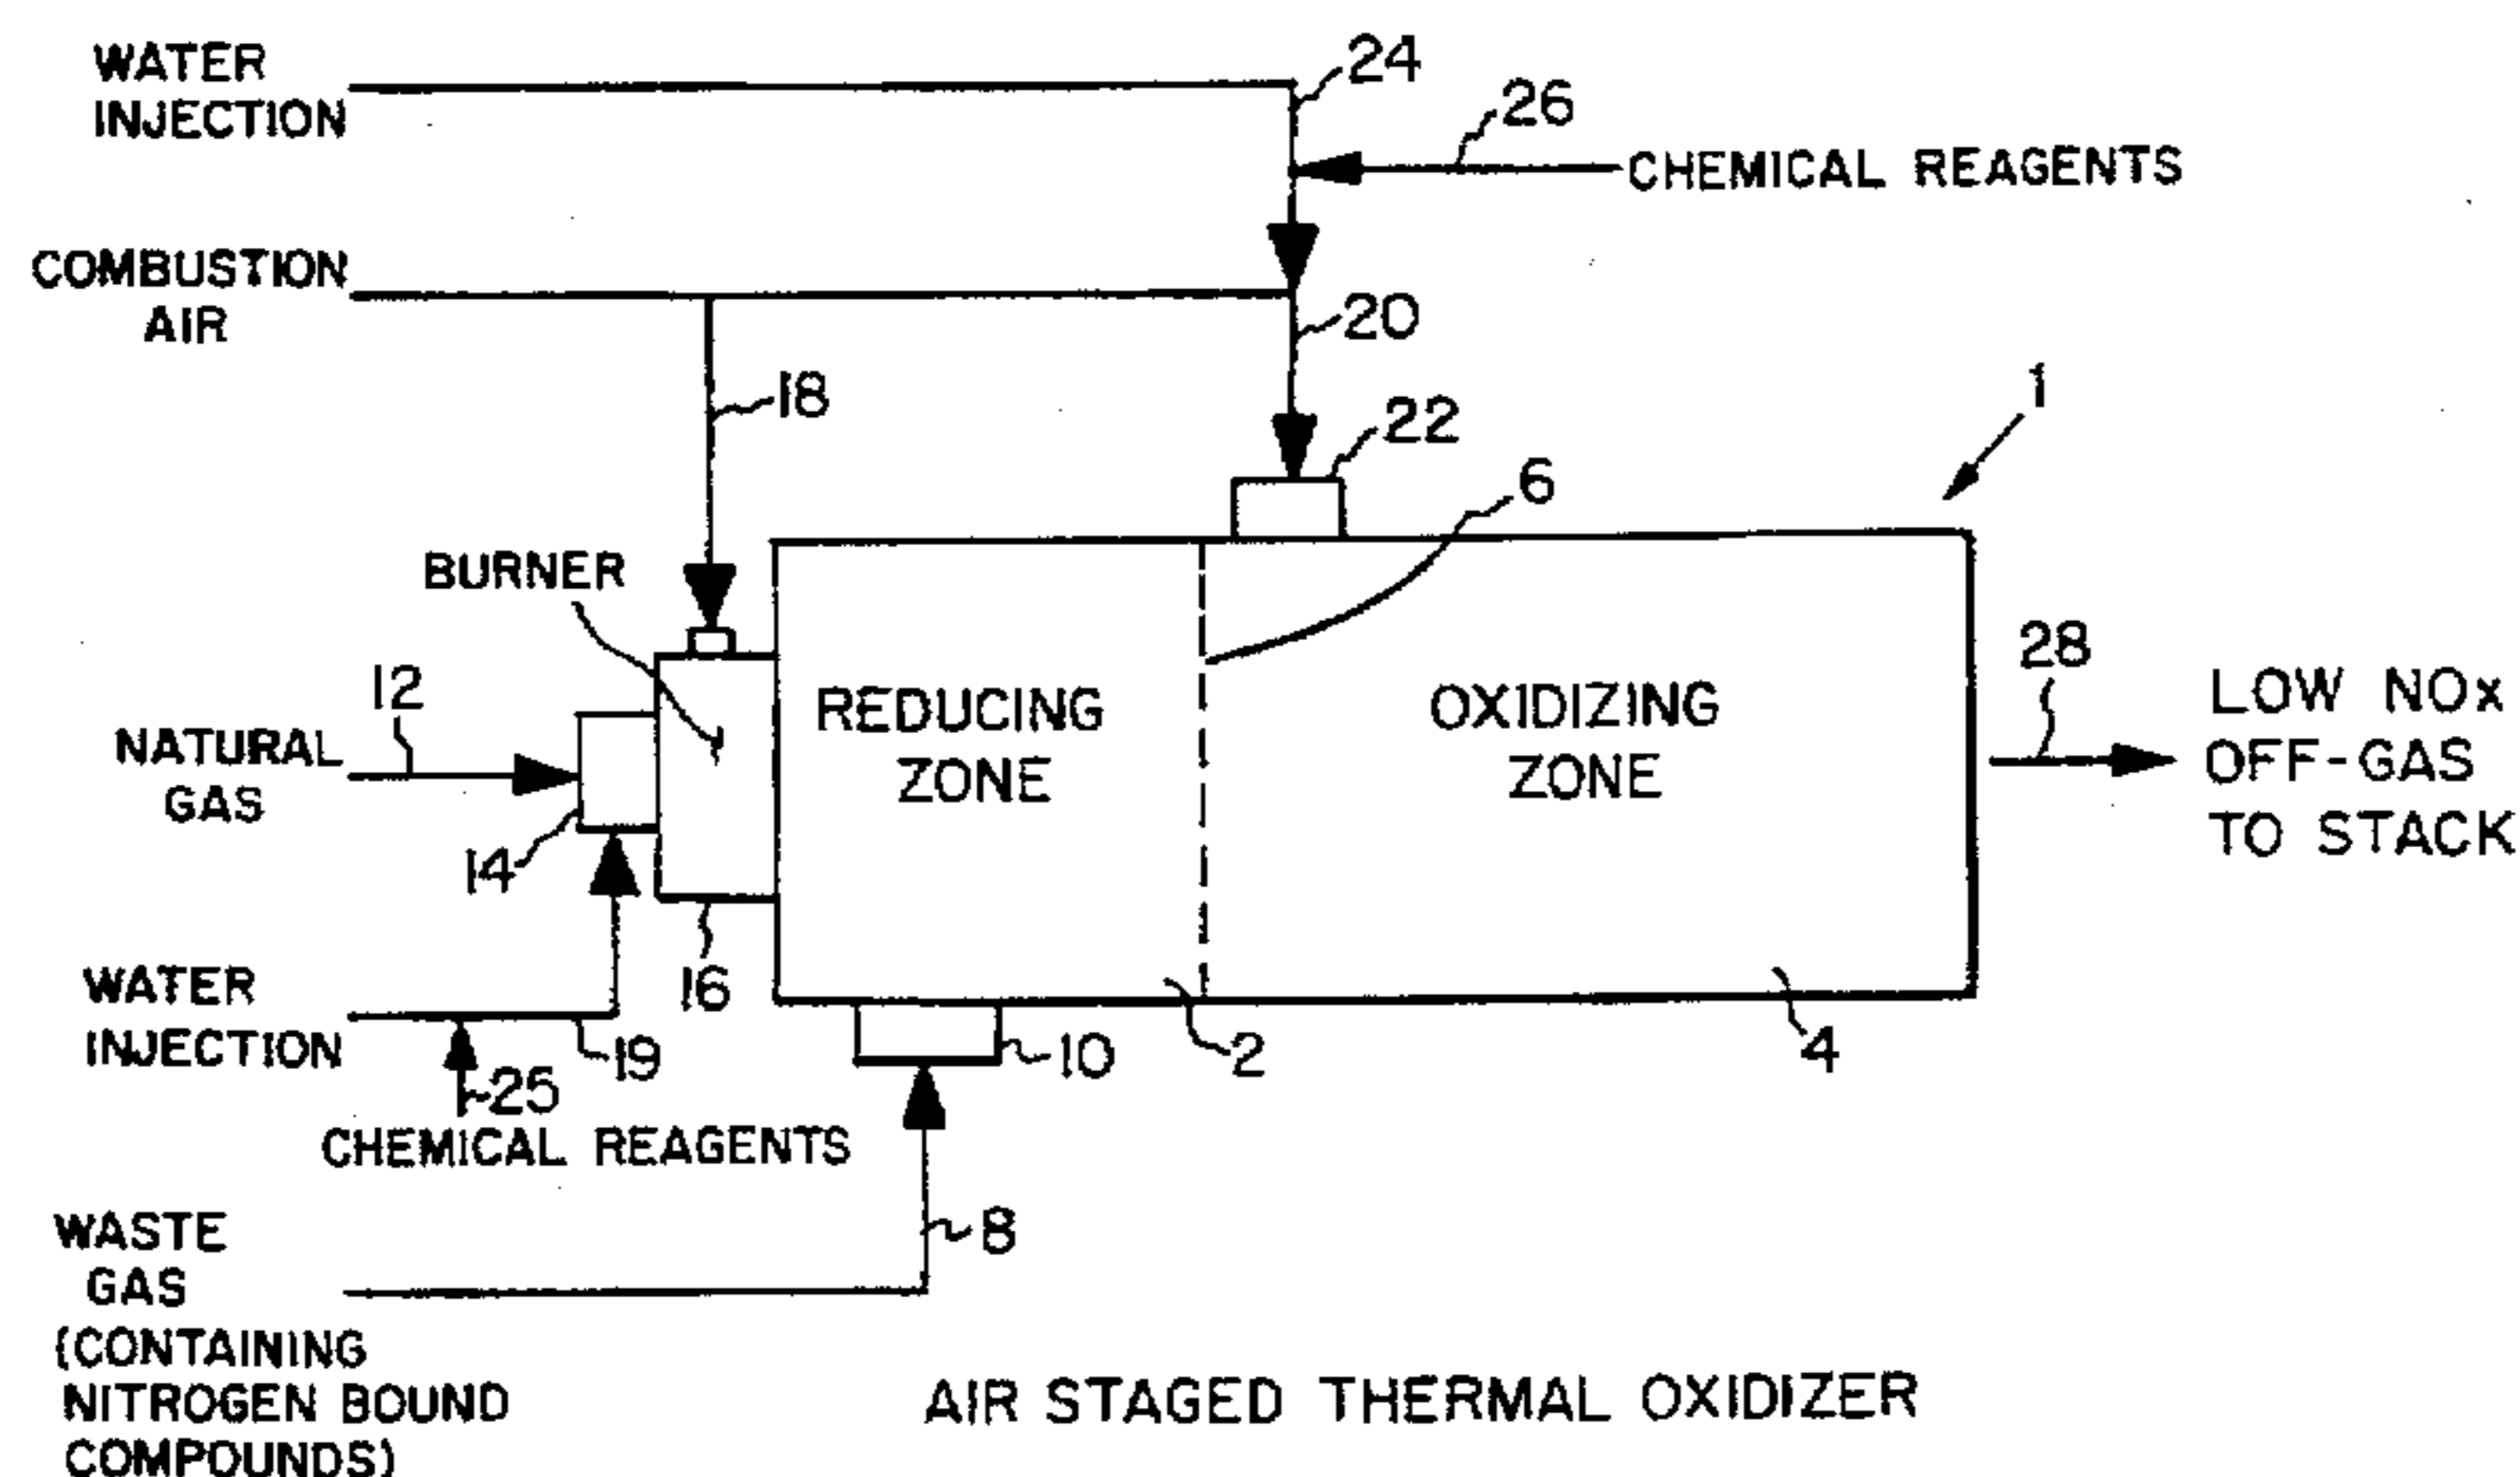 WATER
INJECTION
24
26
CHEMICAL REAGENTS
COMBUSTION
AIR
20
18
22
1
6
BURNER
12
NATURAL
GAS
14
REDUCING
ZONE
OXIDIZING
ZONE
28
LOW NOx
OFF-GAS
TO STACK
16
WATER
INJECTION
19
25
CHEMICAL REAGENTS
10
2
4
8
WASTE
GAS
(CONTAINING
NITROGEN BOUND
COMPOUNDS)
AIR STAGED THERMAL OXIDIZER